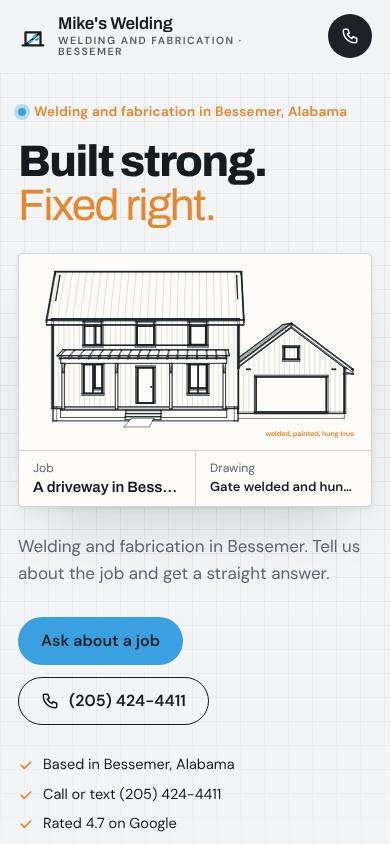 Mike's Welding
WELDING AND FABRICATION ·
BESSEMER
Welding and fabrication in Bessemer, Alabama
Built strong.
Fixed right.
welded, painted, hung true
Job
A driveway in Bess...
Drawing
Gate welded and hun...
Welding and fabrication in Bessemer. Tell us
about the job and get a straight answer.
Ask about a job
(205) 424-4411
Based in Bessemer, Alabama
Call or text (205) 424-4411
Rated 4.7 on Google